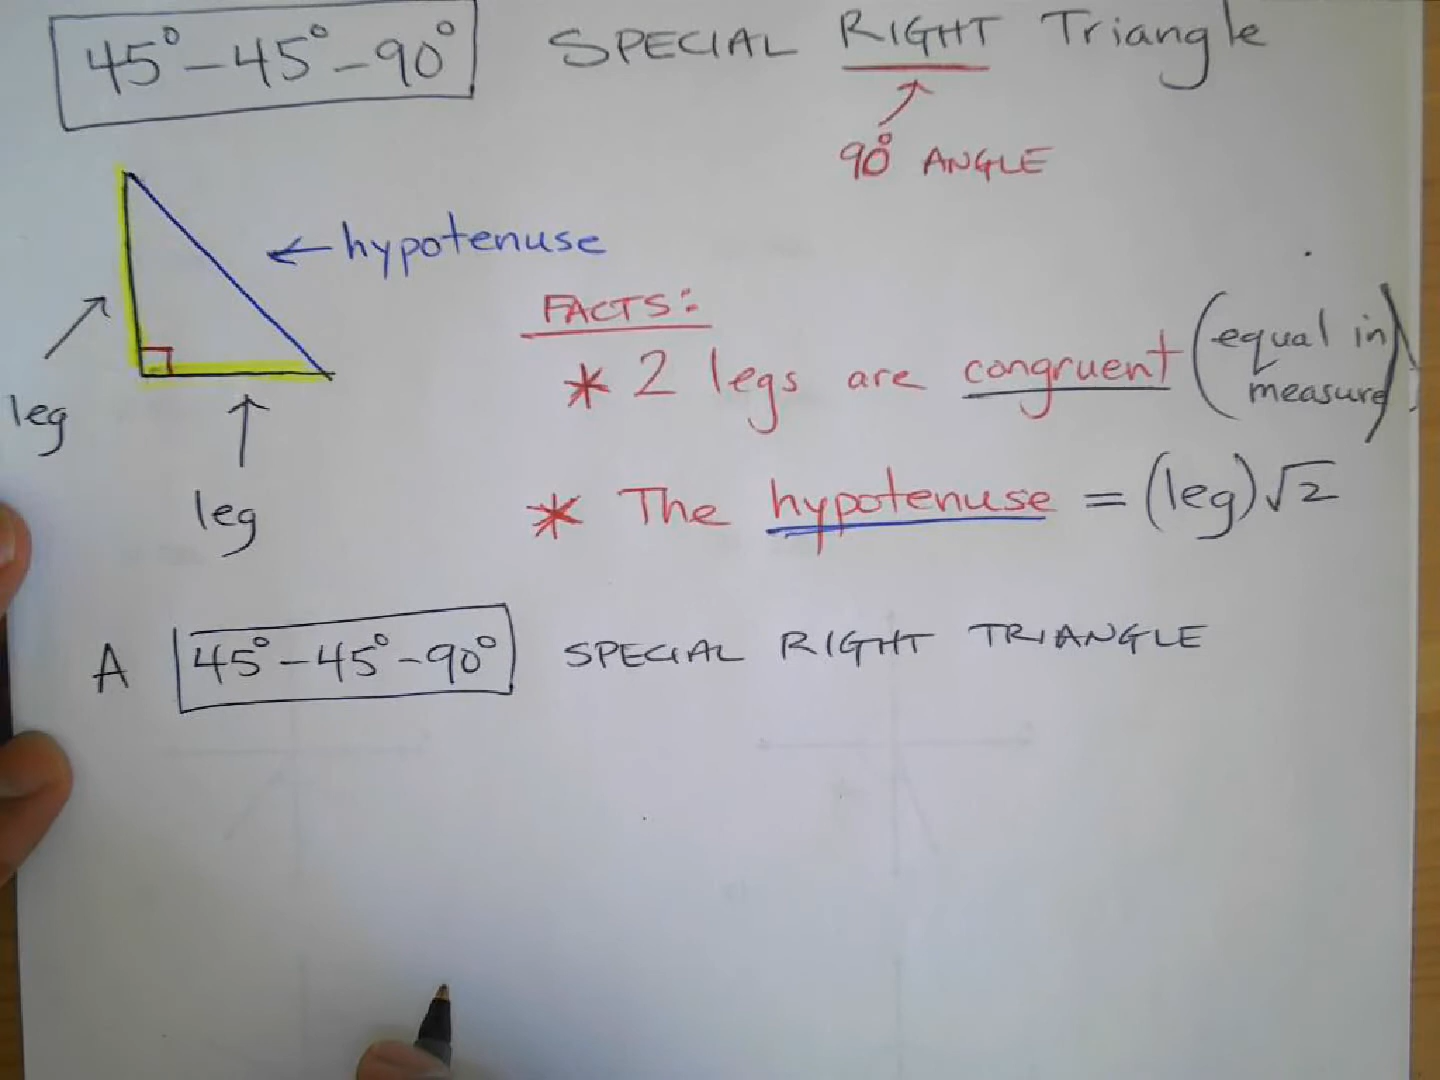 45°-45°-90° SPECIAL RIGHT Triangle
90° ANGLE
hypotenuse
leg
leg
FACTS:
* 2 legs are congruent (equal in
measure)
* The hypotenuse = (leg)√2
A 45°-45°-90° SPECIAL RIGHT TRIANGLE